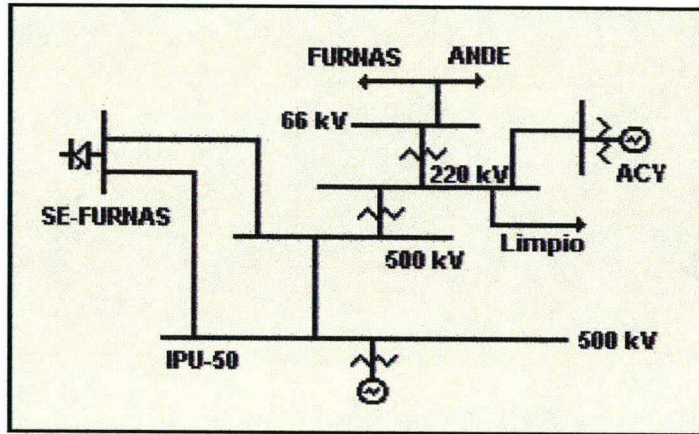 FURNAS
ANDE
66 kV
220 kV
ACY
SE-FURNAS
Limpio
500 kV
500 kV
IPU-50